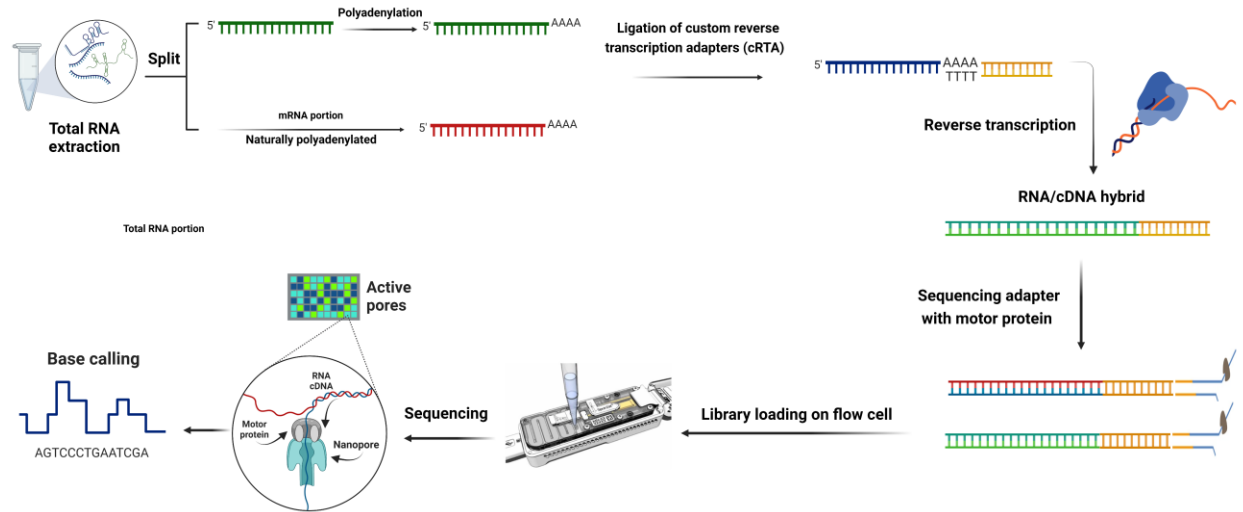 Total RNA
extraction
Split
5'
Polyadenylation
5'
AAAA
mRNA portion
Naturally polyadenylated
5'
AAAA
Ligation of custom reverse
transcription adapters (cRTA)
5'
AAAA
TTTT
Reverse transcription
RNA/cDNA hybrid
Sequencing adapter
with motor protein
Library loading on flow cell
Sequencing
Total RNA portion
Active
pores
RNA
cDNA
Motor
protein
Nanopore
Base calling
AGTCCCTGAATCGA